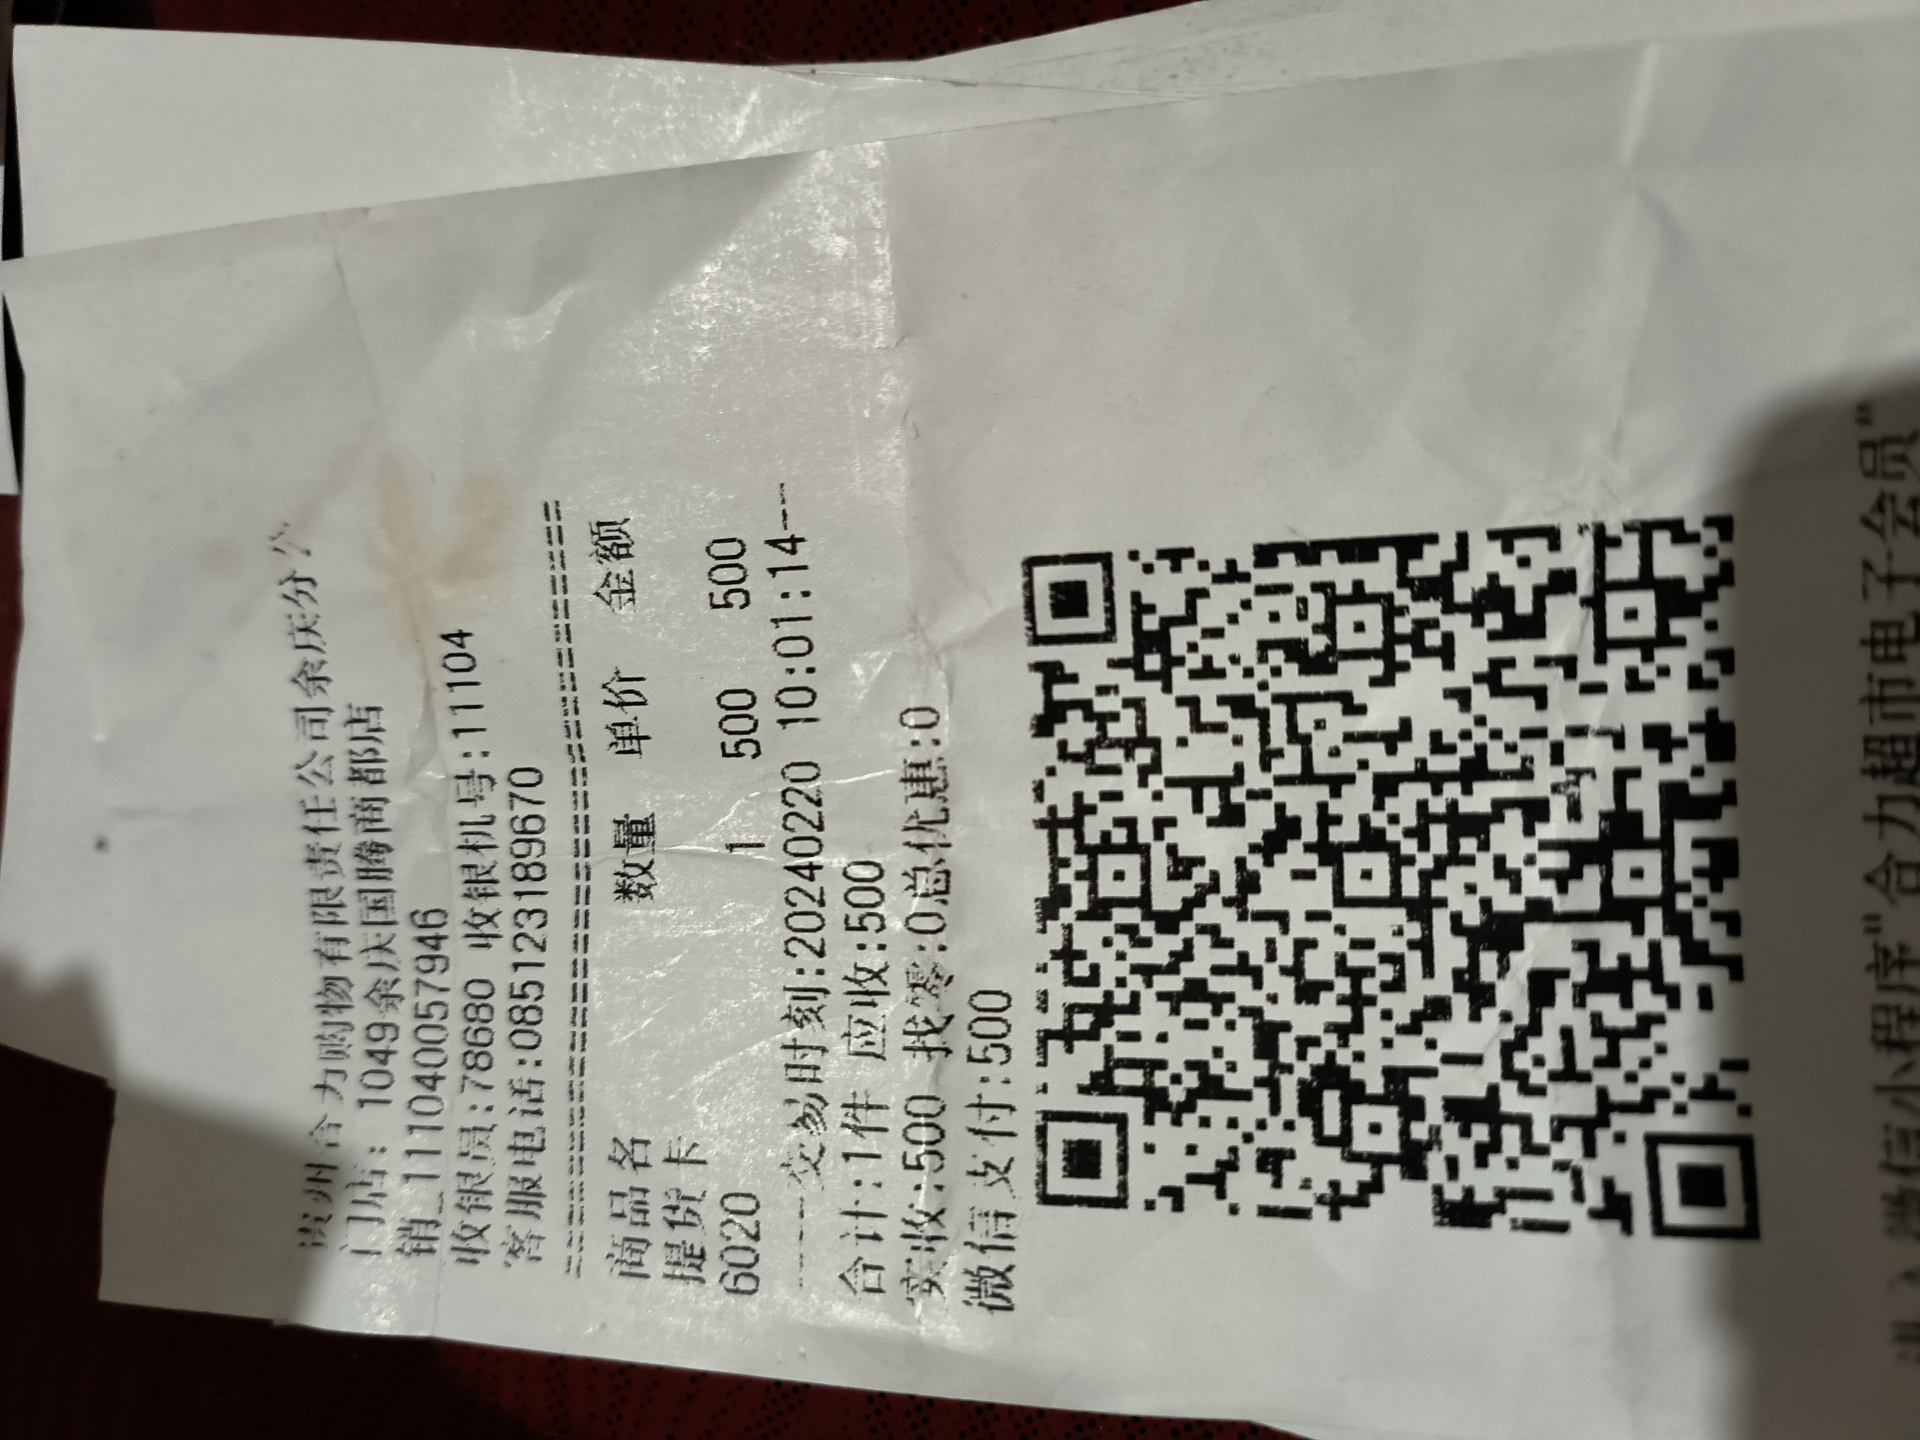 贵州合力购物有限责任公司余庆分公
门店: 1049余庆国腾商都店
销_1110400579​46
收银员:78680 收银机号:11104
客服电话:085123189670
================================
商品名 数量 单价 金额
提货卡
6020 1 500 500
----交易时刻:20240220 10:01:14---
合计:1件 应收:500
实收:500 找零:0总优惠:0
微信支付:500
进入微信小程序"合力超市电子会员"